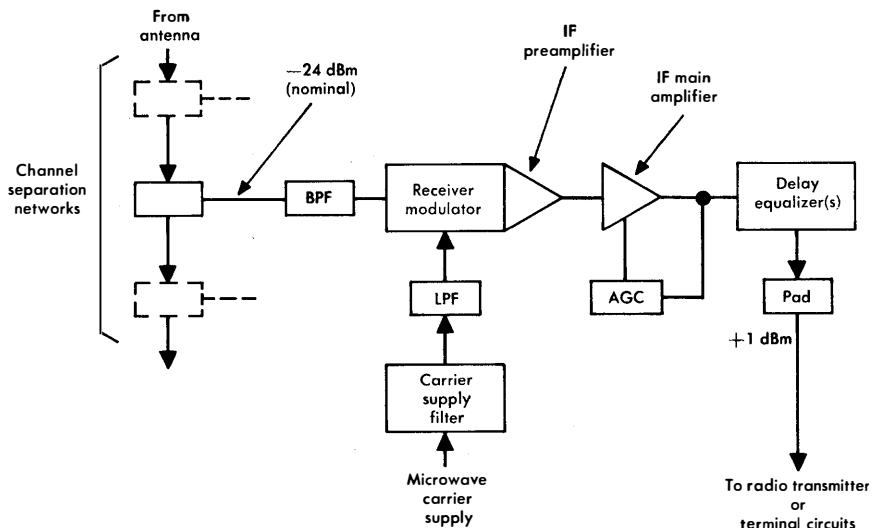 From
antenna
—24 dBm
(nominal)
IF
preamplifier
IF main
amplifier
Channel
separation
networks
BPF
Receiver
modulator
Delay
equalizer(s)
LPF
AGC
Pad
+1 dBm
Carrier
supply
filter
Microwave
carrier
supply
To radio transmitter
or
terminal circuits